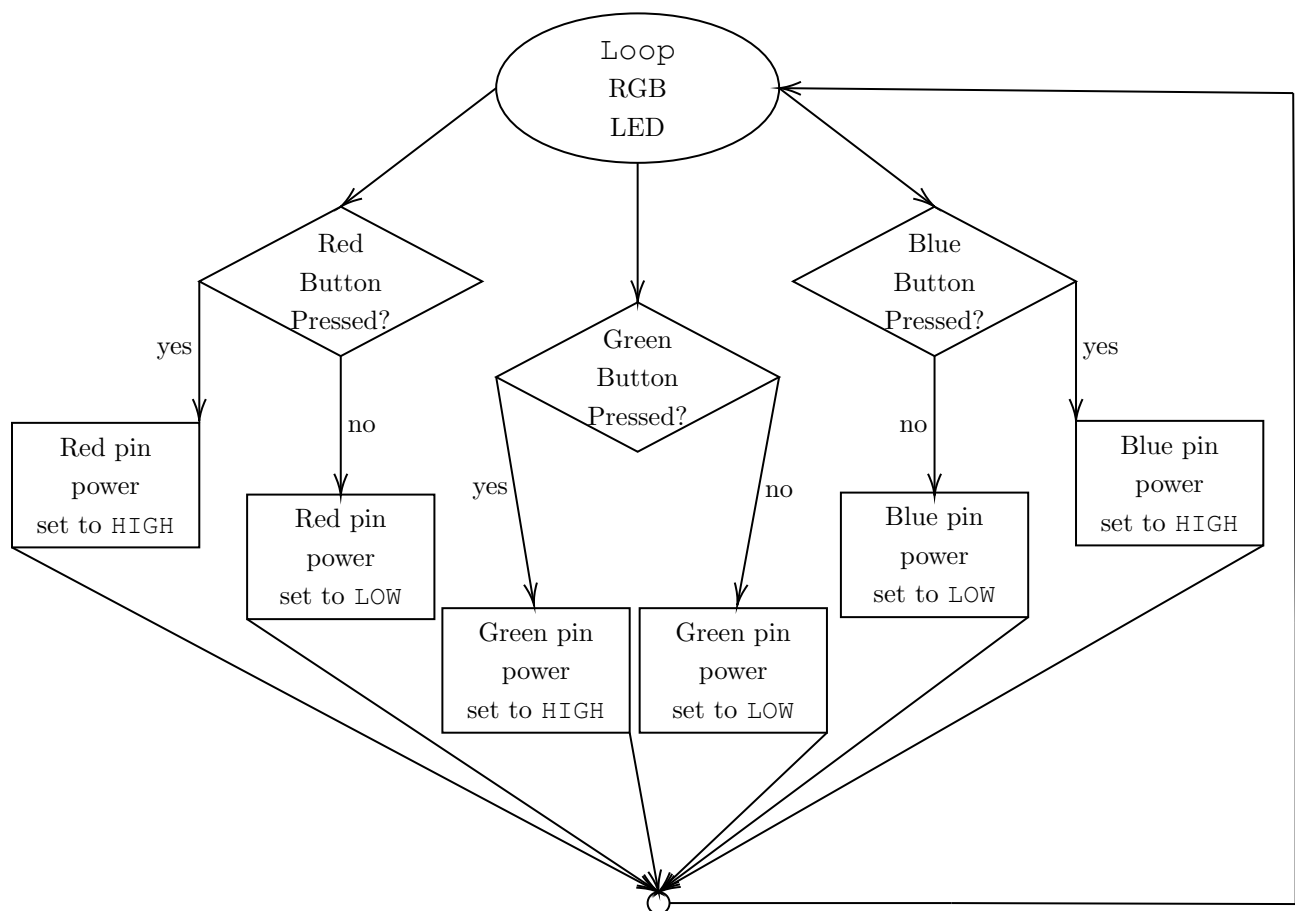 Loop
RGB
LED
Red
Button
Pressed?
Green
Button
Pressed?
Blue
Button
Pressed?
yes
no
yes
no
no
yes
Red pin
power
set to HIGH
Red pin
power
set to LOW
Green pin
power
set to HIGH
Green pin
power
set to LOW
Blue pin
power
set to LOW
Blue pin
power
set to HIGH